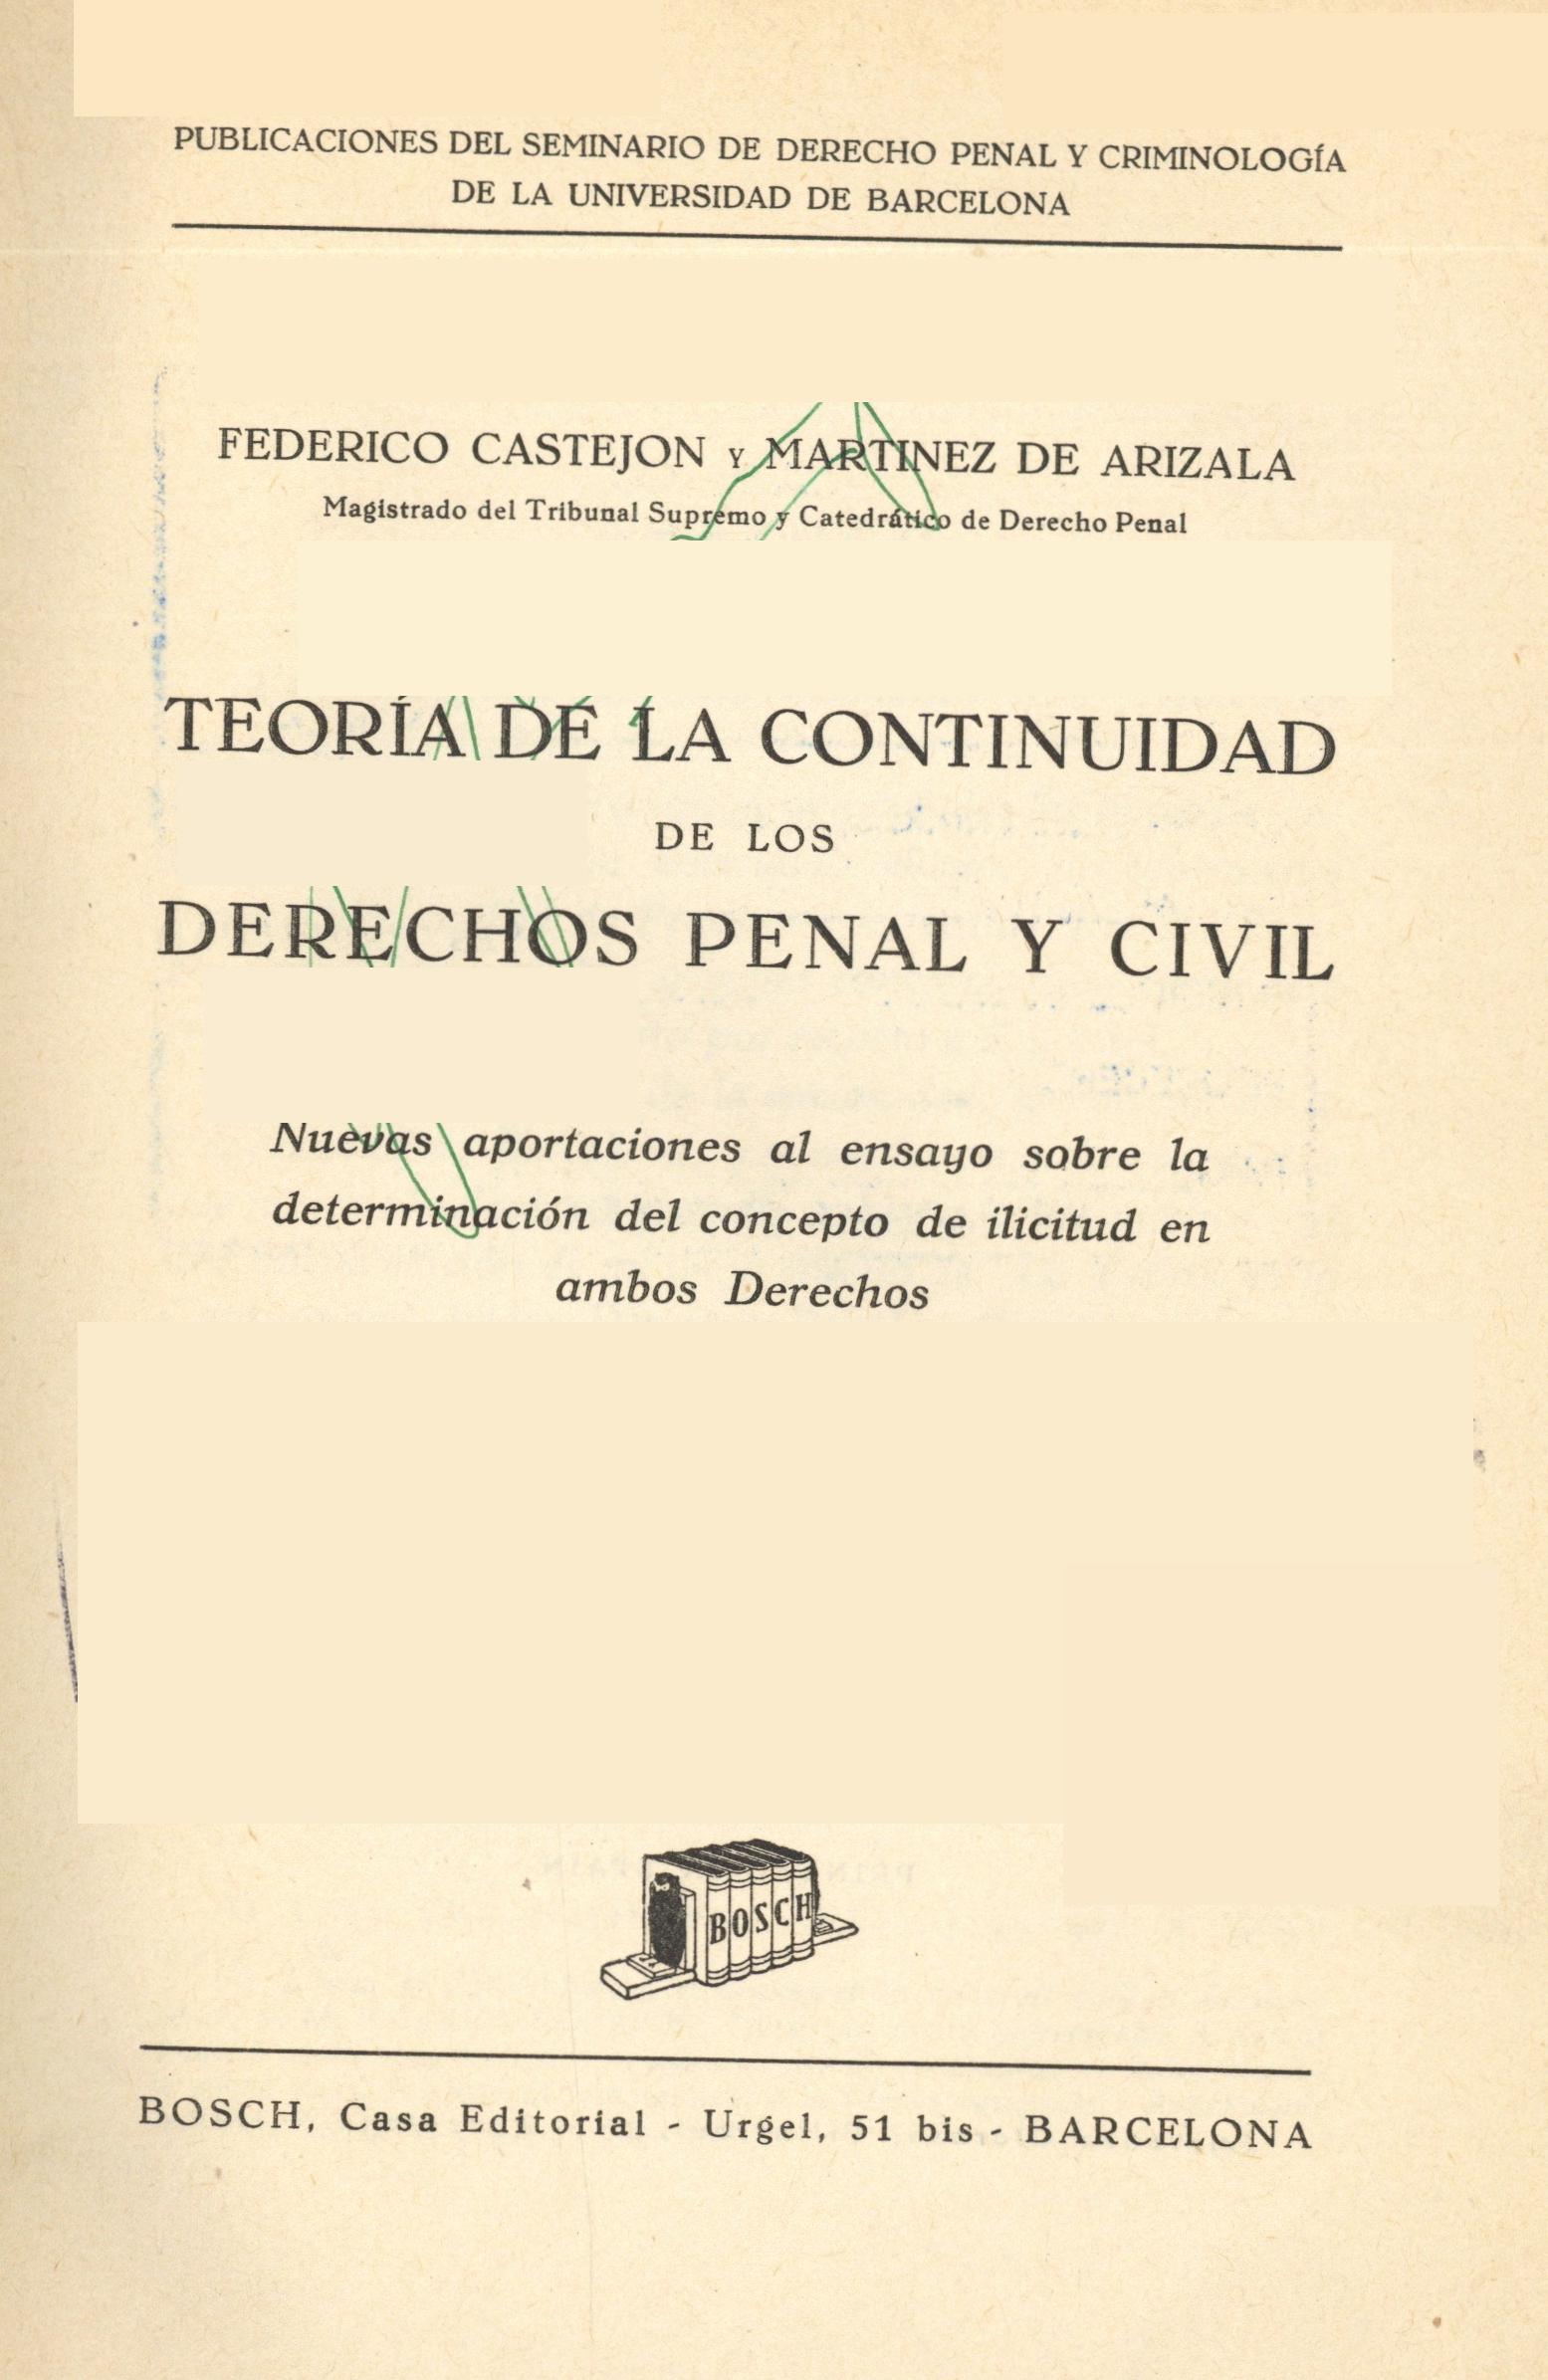 PUBLICACIONES DEL SEMINARIO DE DERECHO PENAL Y CRIMINOLOGÍA
DE LA UNIVERSIDAD DE BARCELONA
FEDERICO CASTEJON Y MARTINEZ DE ARIZALA
Magistrado del Tribunal Supremo y Catedrático de Derecho Penal
TEORÍA DE LA CONTINUIDAD
DE LOS
DERECHOS PENAL Y CIVIL
Nuevas aportaciones al ensayo sobre la
determinación del concepto de ilicitud en
ambos Derechos
BOSCH
BOSCH, Casa Editorial - Urgel, 51 bis - BARCELONA